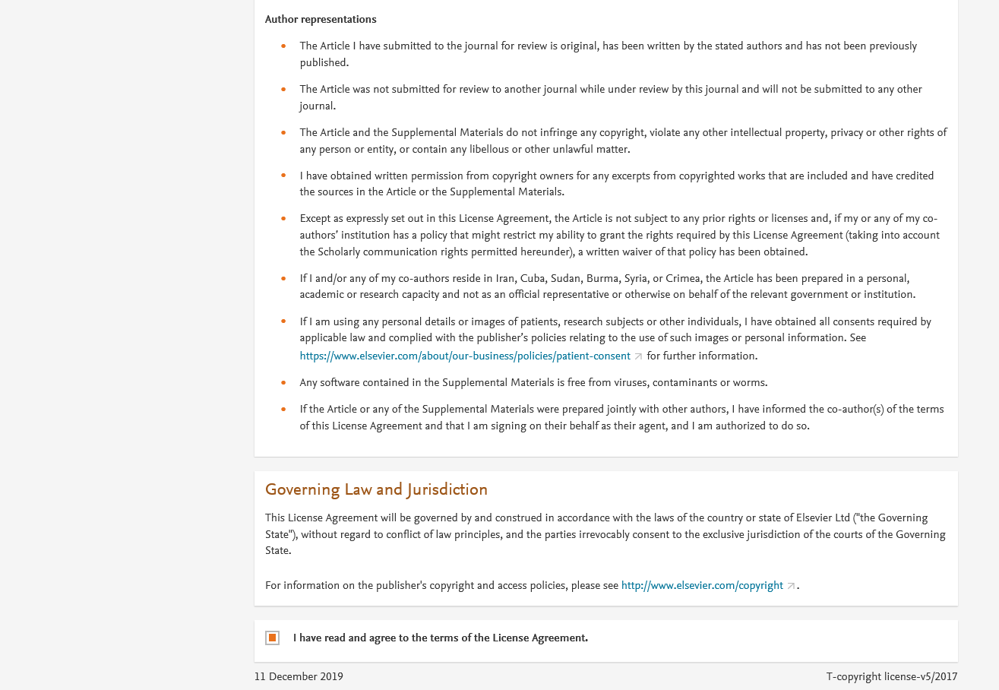 Author representations
The Article I have submitted to the journal for review is original, has been written by the stated authors and has not been previously
published.
The Article was not submitted for review to another journal while under review by this journal and will not be submitted to any other
journal.
The Article and the Supplemental Materials do not infringe any copyright, violate any other intellectual property, privacy or other rights of
any person or entity, or contain any libellous or other unlawful matter.
I have obtained written permission from copyright owners for any excerpts from copyrighted works that are included and have credited
the sources in the Article or the Supplemental Materials.
Except as expressly set out in this License Agreement, the Article is not subject to any prior rights or licenses and, if my or any of my co-
authors’ institution has a policy that might restrict my ability to grant the rights required by this License Agreement (taking into account
the Scholarly communication rights permitted hereunder), a written waiver of that policy has been obtained.
If I and/or any of my co-authors reside in Iran, Cuba, Sudan, Burma, Syria, or Crimea, the Article has been prepared in a personal,
academic or research capacity and not as an official representative or otherwise on behalf of the relevant government or institution.
If I am using any personal details or images of patients, research subjects or other individuals, I have obtained all consents required by
applicable law and complied with the publisher’s policies relating to the use of such images or personal information. See
https://www.elsevier.com/about/our-business/policies/patient-consent for further information.
Any software contained in the Supplemental Materials is free from viruses, contaminants or worms.
If the Article or any of the Supplemental Materials were prepared jointly with other authors, I have informed the co-author(s) of the terms
of this License Agreement and that I am signing on their behalf as their agent, and I am authorized to do so.
Governing Law and Jurisdiction
This License Agreement will be governed by and construed in accordance with the laws of the country or state of Elsevier Ltd ("the Governing
State"), without regard to conflict of law principles, and the parties irrevocably consent to the exclusive jurisdiction of the courts of the Governing
State.
For information on the publisher's copyright and access policies, please see http://www.elsevier.com/copyright .
I have read and agree to the terms of the License Agreement.
11 December 2019 T-copyright license-v5/2017